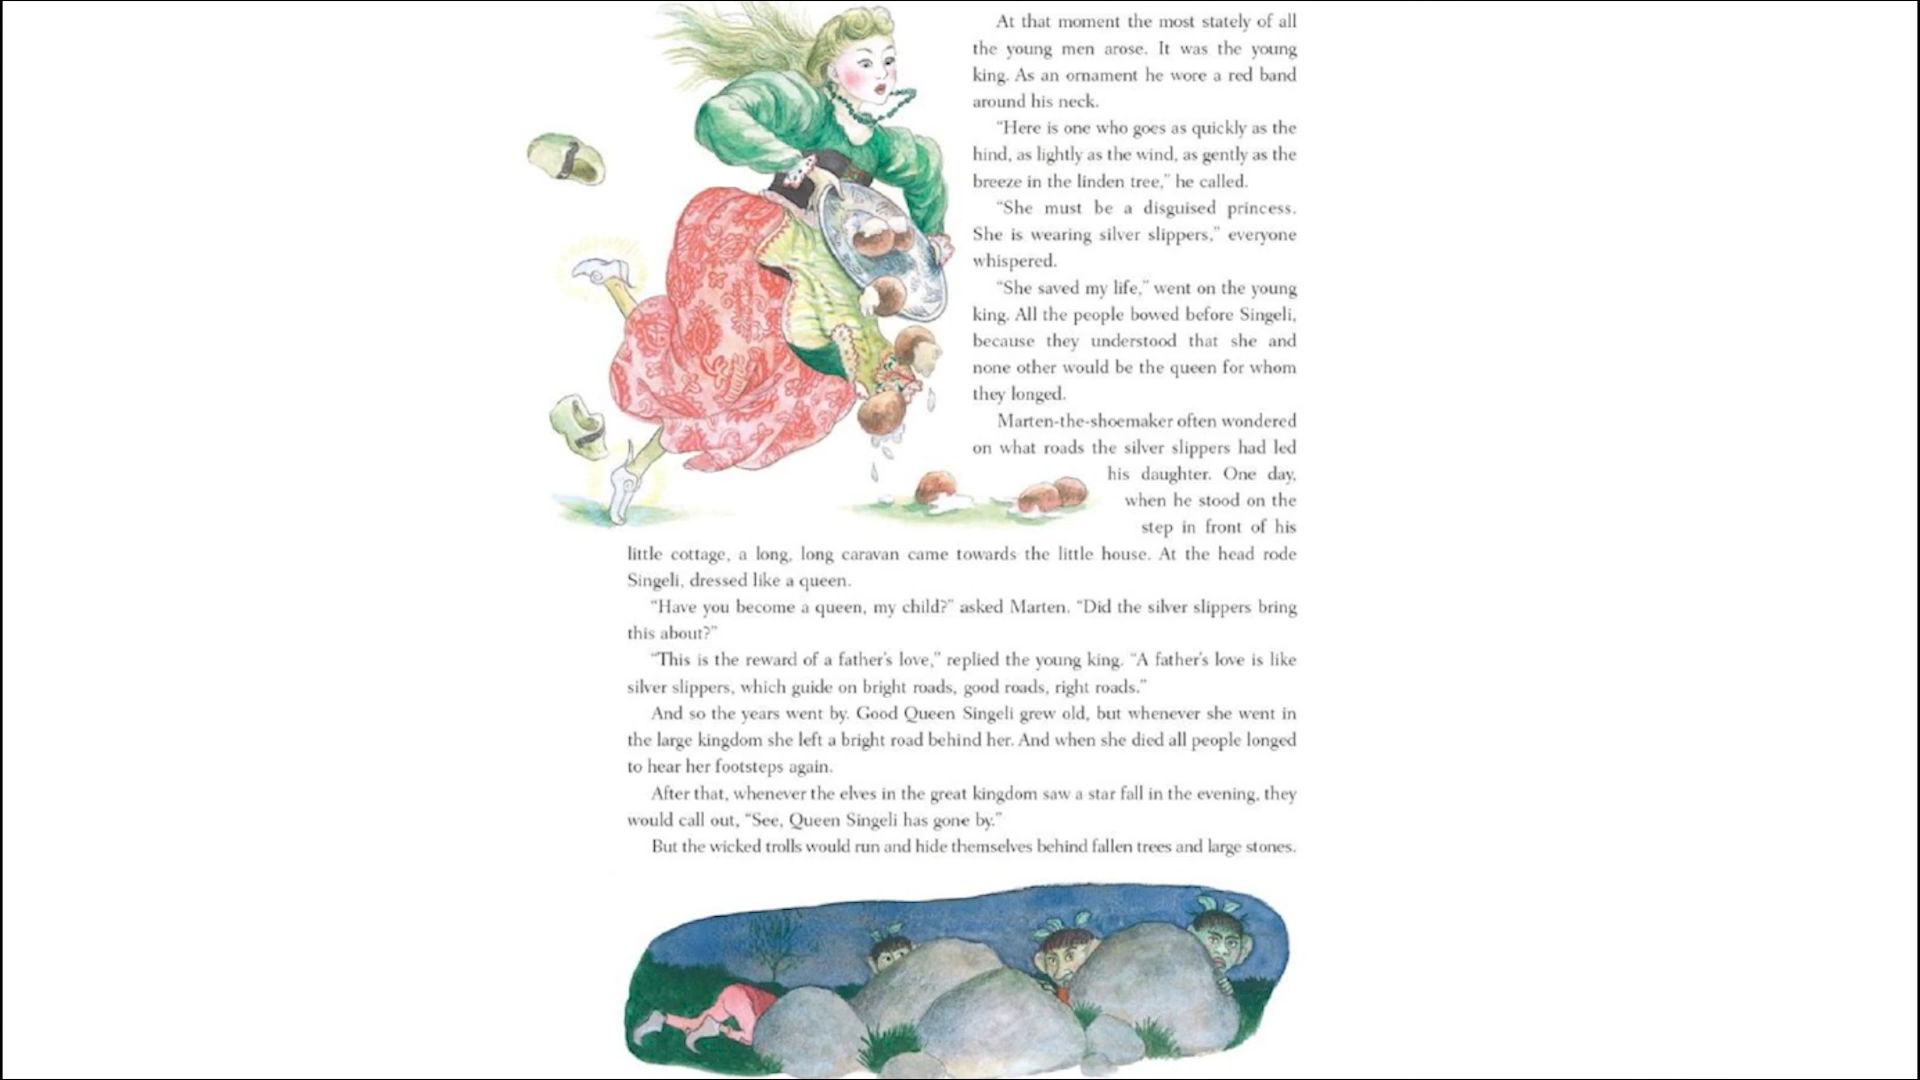 At that moment the most stately of all
the young men arose. It was the young
king. As an ornament he wore a red band
around his neck.
“Here is one who goes as quickly as the
hind, as lightly as the wind, as gently as the
breeze in the linden tree,” he called.
“She must be a disguised princess.
She is wearing silver slippers,” everyone
whispered.
“She saved my life,” went on the young
king. All the people bowed before Singeli,
because they understood that she and
none other would be the queen for whom
they longed.
Marten-the-shoemaker often wondered
on what roads the silver slippers had led
his daughter. One day,
when he stood on the
step in front of his
little cottage, a long, long caravan came towards the little house. At the head rode
Singeli, dressed like a queen.
“Have you become a queen, my child?” asked Marten. “Did the silver slippers bring
this about?”
“This is the reward of a father’s love,” replied the young king. “A father’s love is like
silver slippers, which guide on bright roads, good roads, right roads.”
And so the years went by. Good Queen Singeli grew old, but whenever she went in
the large kingdom she left a bright road behind her. And when she died all people longed
to hear her footsteps again.
After that, whenever the elves in the great kingdom saw a star fall in the evening, they
would call out, “See, Queen Singeli has gone by.”
But the wicked trolls would run and hide themselves behind fallen trees and large stones.